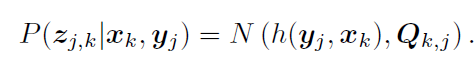 P(z_{j,k}|x_k, y_j) = N (h(y_j, x_k), Q_{k,j}) .